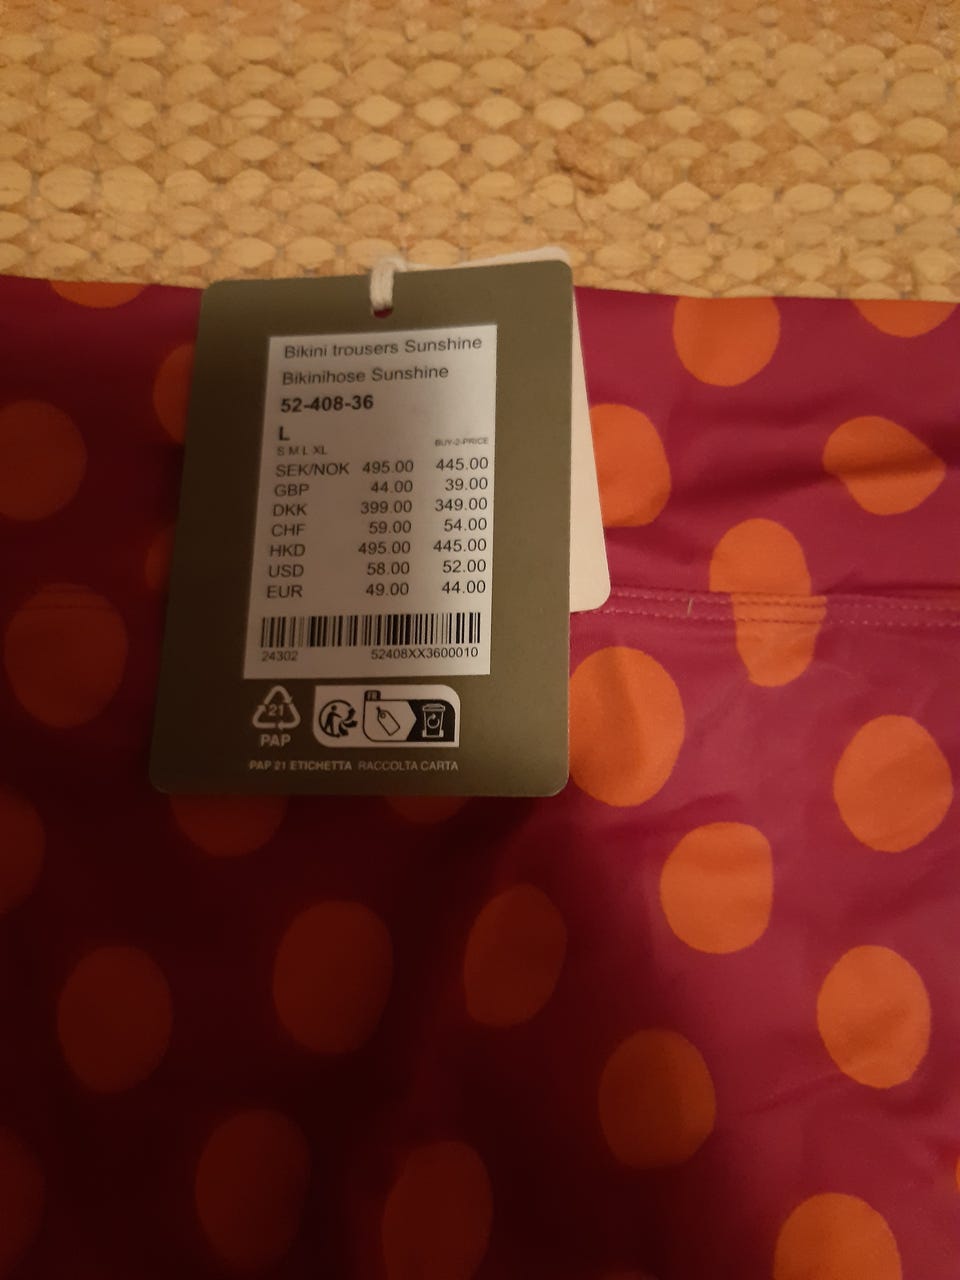 Bikini trousers Sunshine
Bikinihose Sunshine
52-408-36
L
S M L XL BUY-2-PRICE
SEK/NOK 495.00 445.00
GBP 44.00 39.00
DKK 399.00 349.00
CHF 59.00 54.00
HKD 495.00 445.00
USD 58.00 52.00
EUR 49.00 44.00
24302 52408XX3600010
21
PAP
FR
PAP 21 ETICHETTA RACCOLTA CARTA